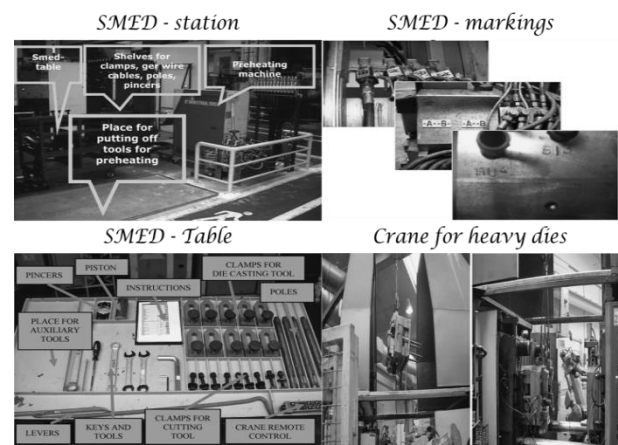 SMED - station
SMED - markings
Smed-
table
Shelves for
clamps, ger wire
cables, poles,
pincers
Preheating
machine
Place for
putting off
tools for
preheating
-A--B-
-A--B
SMED - Table
Crane for heavy dies
PINCERS
PISTON
INSTRUCTIONS
CLAMPS FOR
DIE CASTING TOOL
POLES
PLACE FOR
AUXILIARY
TOOLS
LEVERS
KEYS AND
TOOLS
CLAMPS FOR
CUTTING
TOOL
CRANE REMOTE
CONTROL